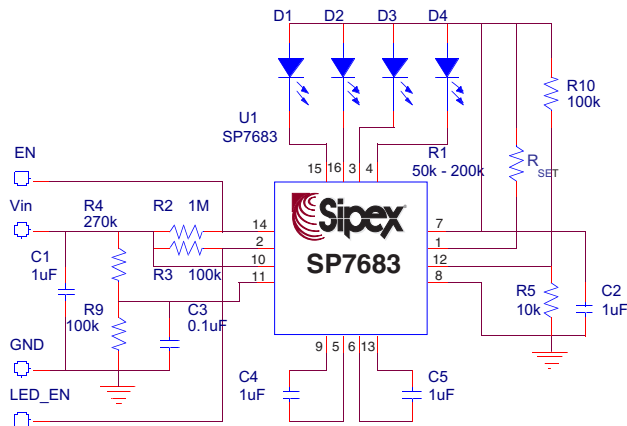 D1 D2 D3 D4
R10
100k
U1
SP7683
R1
50k - 200k
R SET
EN
15 16 3 4
Vin
R4
270k
R2 1M
14
Sipex®
7
2
1
C1
1uF
R3 100k
10
SP7683
12
11
8
R9
100k
C3
0.1uF
R5
10k
C2
1uF
GND
9 5 6 13
LED_EN
C4
1uF
C5
1uF